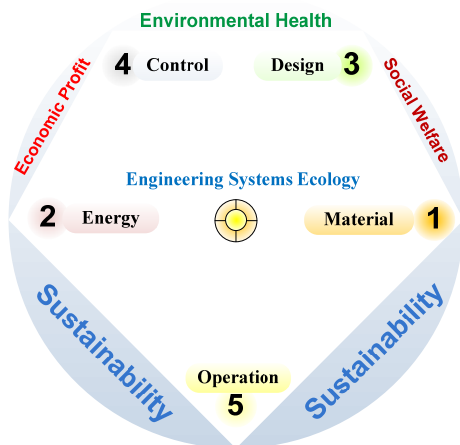 Environmental Health
4 Control
Design 3
Economic Profit
Social Welfare
Engineering Systems Ecology
2 Energy
Material 1
Sustainability
Sustainability
Operation
5